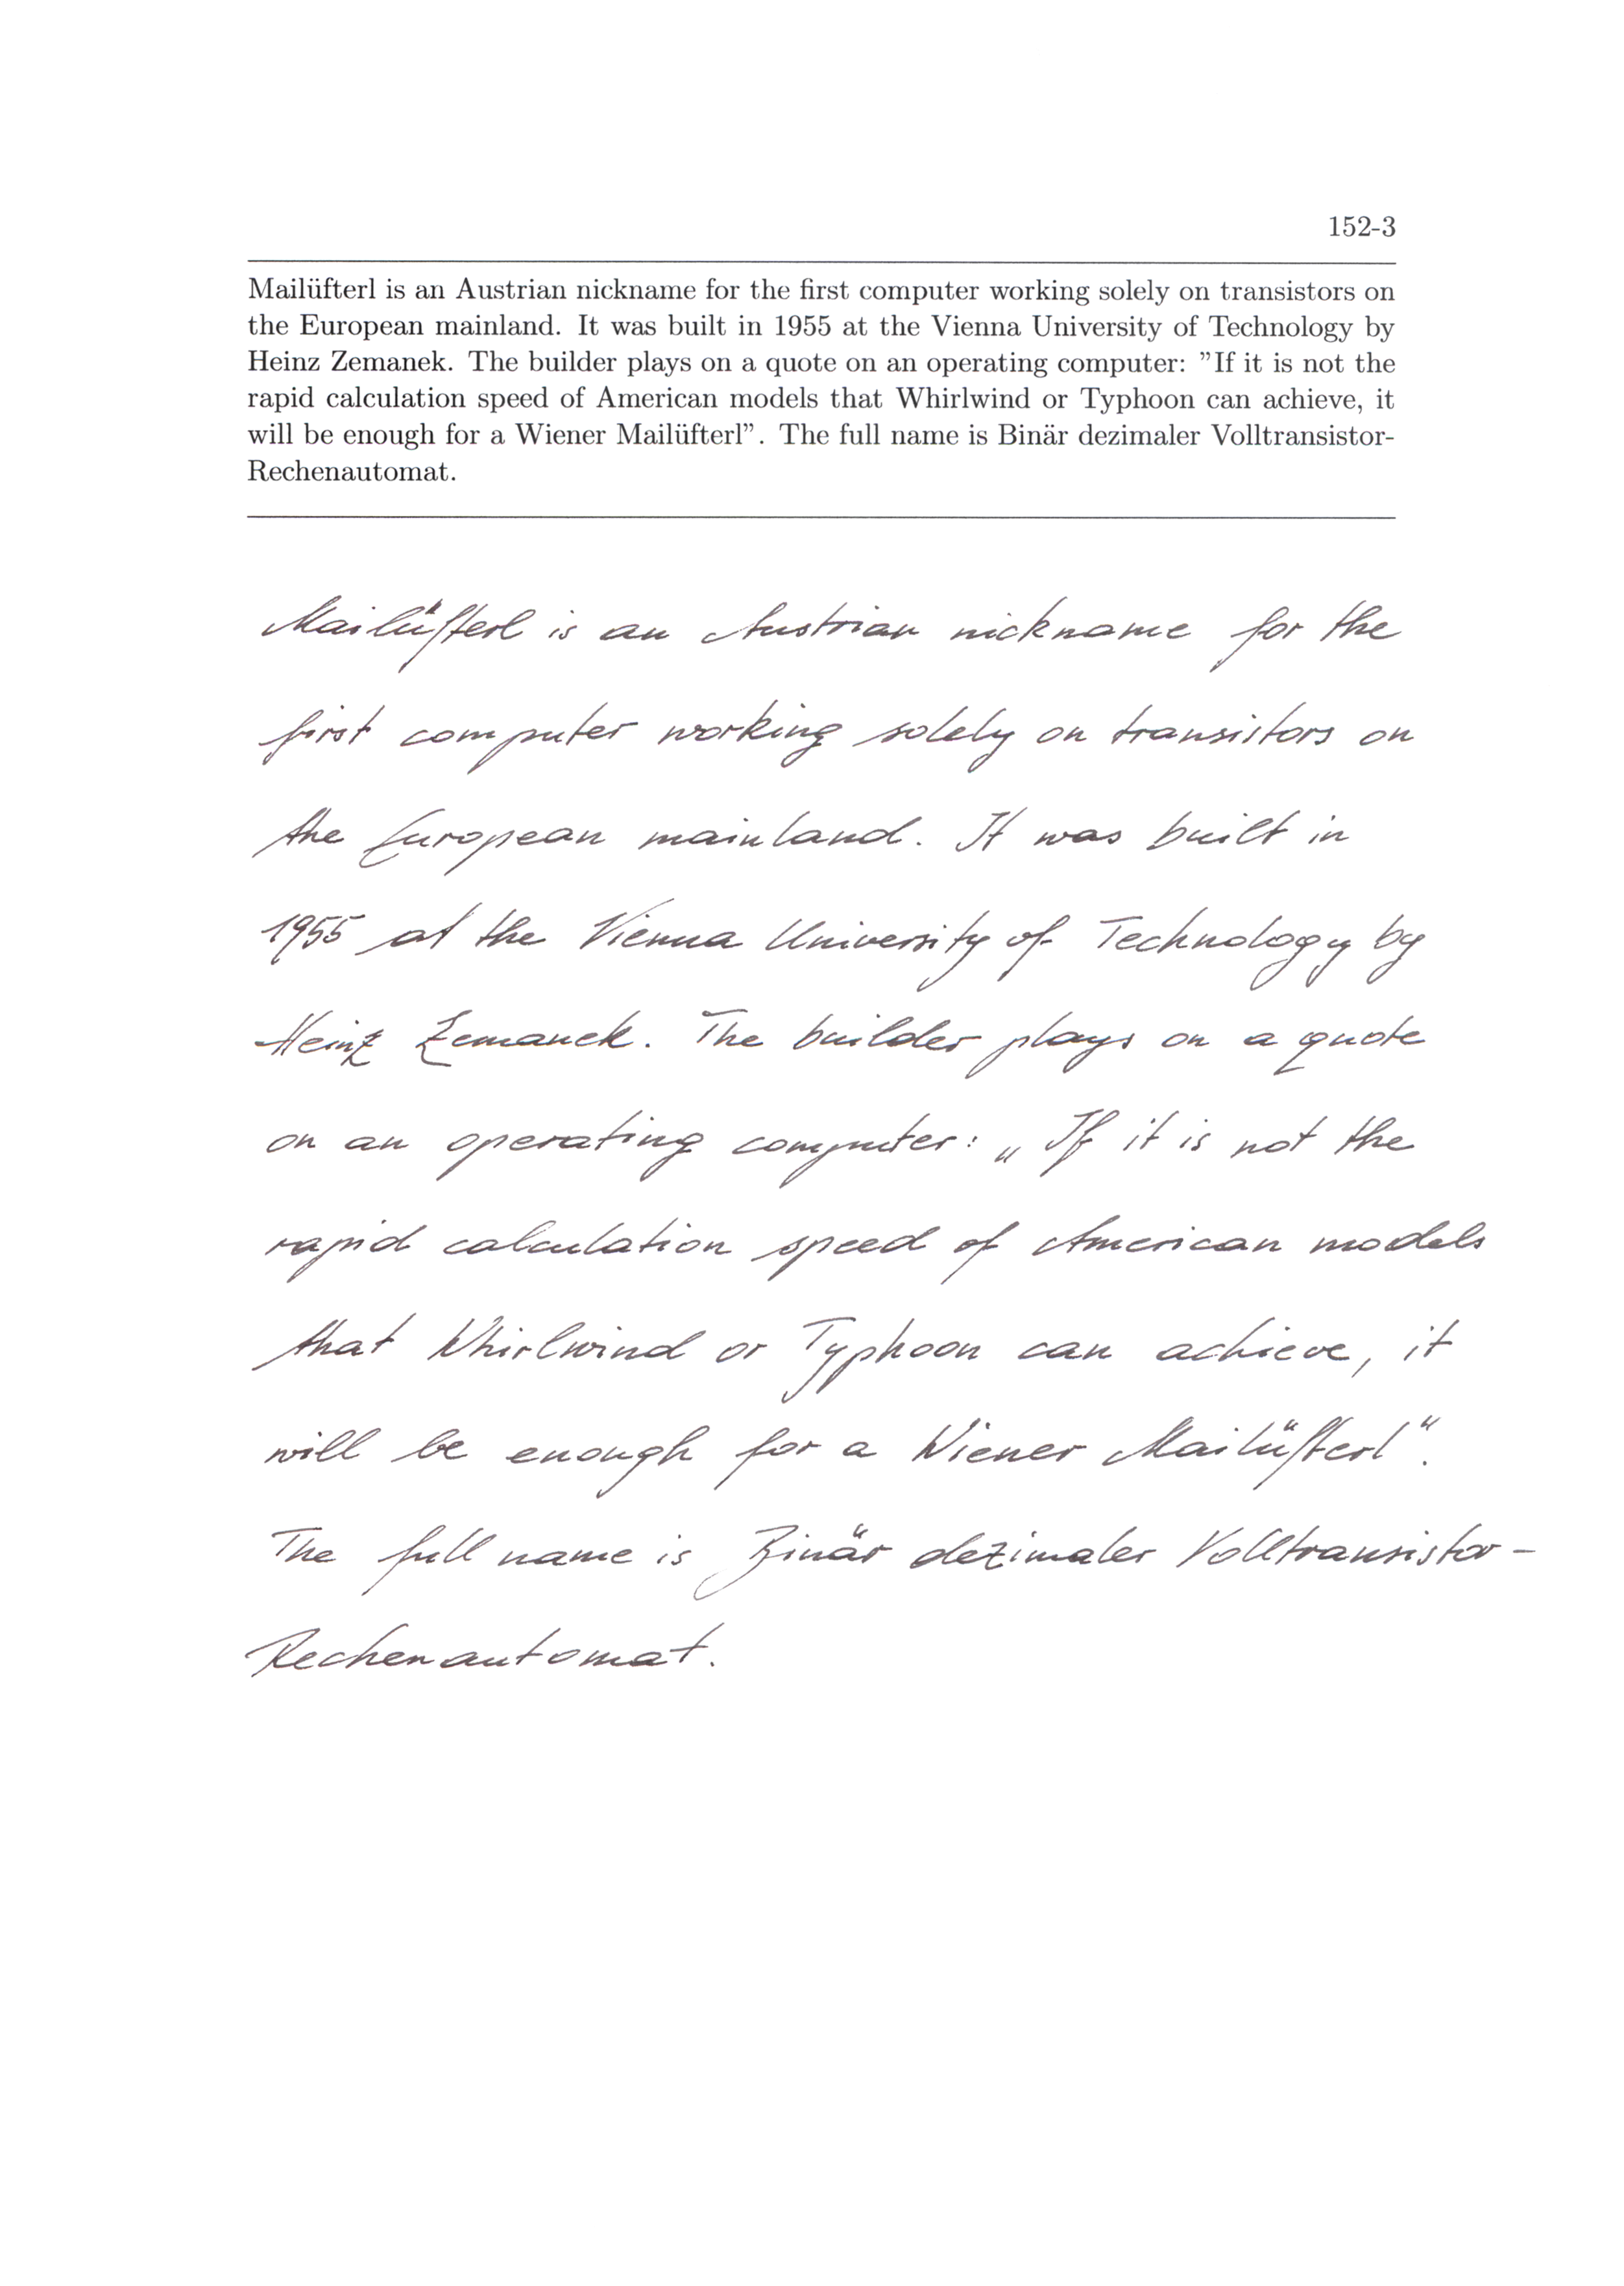 152-3
Mailüfterl is an Austrian nickname for the first computer working solely on transistors on
the European mainland. It was built in 1955 at the Vienna University of Technology by
Heinz Zemanek. The builder plays on a quote on an operating computer: ”If it is not the
rapid calculation speed of American models that Whirlwind or Typhoon can achieve, it
will be enough for a Wiener Mailüfterl”. The full name is Binär dezimaler Volltransistor-
Rechenautomat.
Mailüfterl is an Austrian nickname for the
first computer working solely on transistors on
the European mainland. It was built in
1955 at the Vienna University of Technology by
Heinz Zemanek. The builder plays on a quote
on an operating computer: „If it is not the
rapid calculation speed of American models
that Whirlwind or Typhoon can achieve, it
will be enough for a Wiener Mailüfterl“.
The full name is Binär dezimaler Volltransistor-
Rechenautomat.